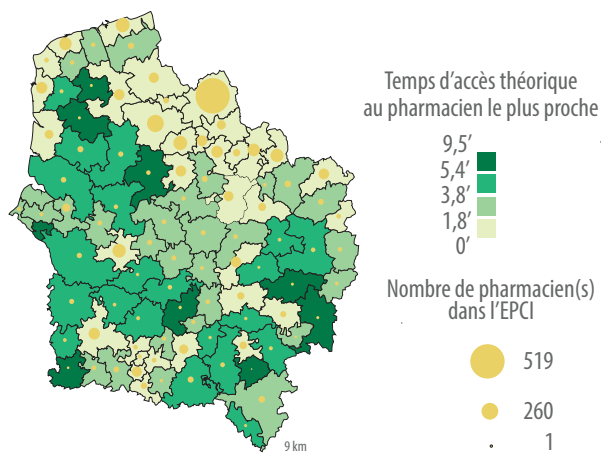 Temps d'accès théorique
au pharmacien le plus proche
9,5'
5,4'
3,8'
1,8'
0'
Nombre de pharmacien(s)
dans l'EPCI
519
260
1
9 km